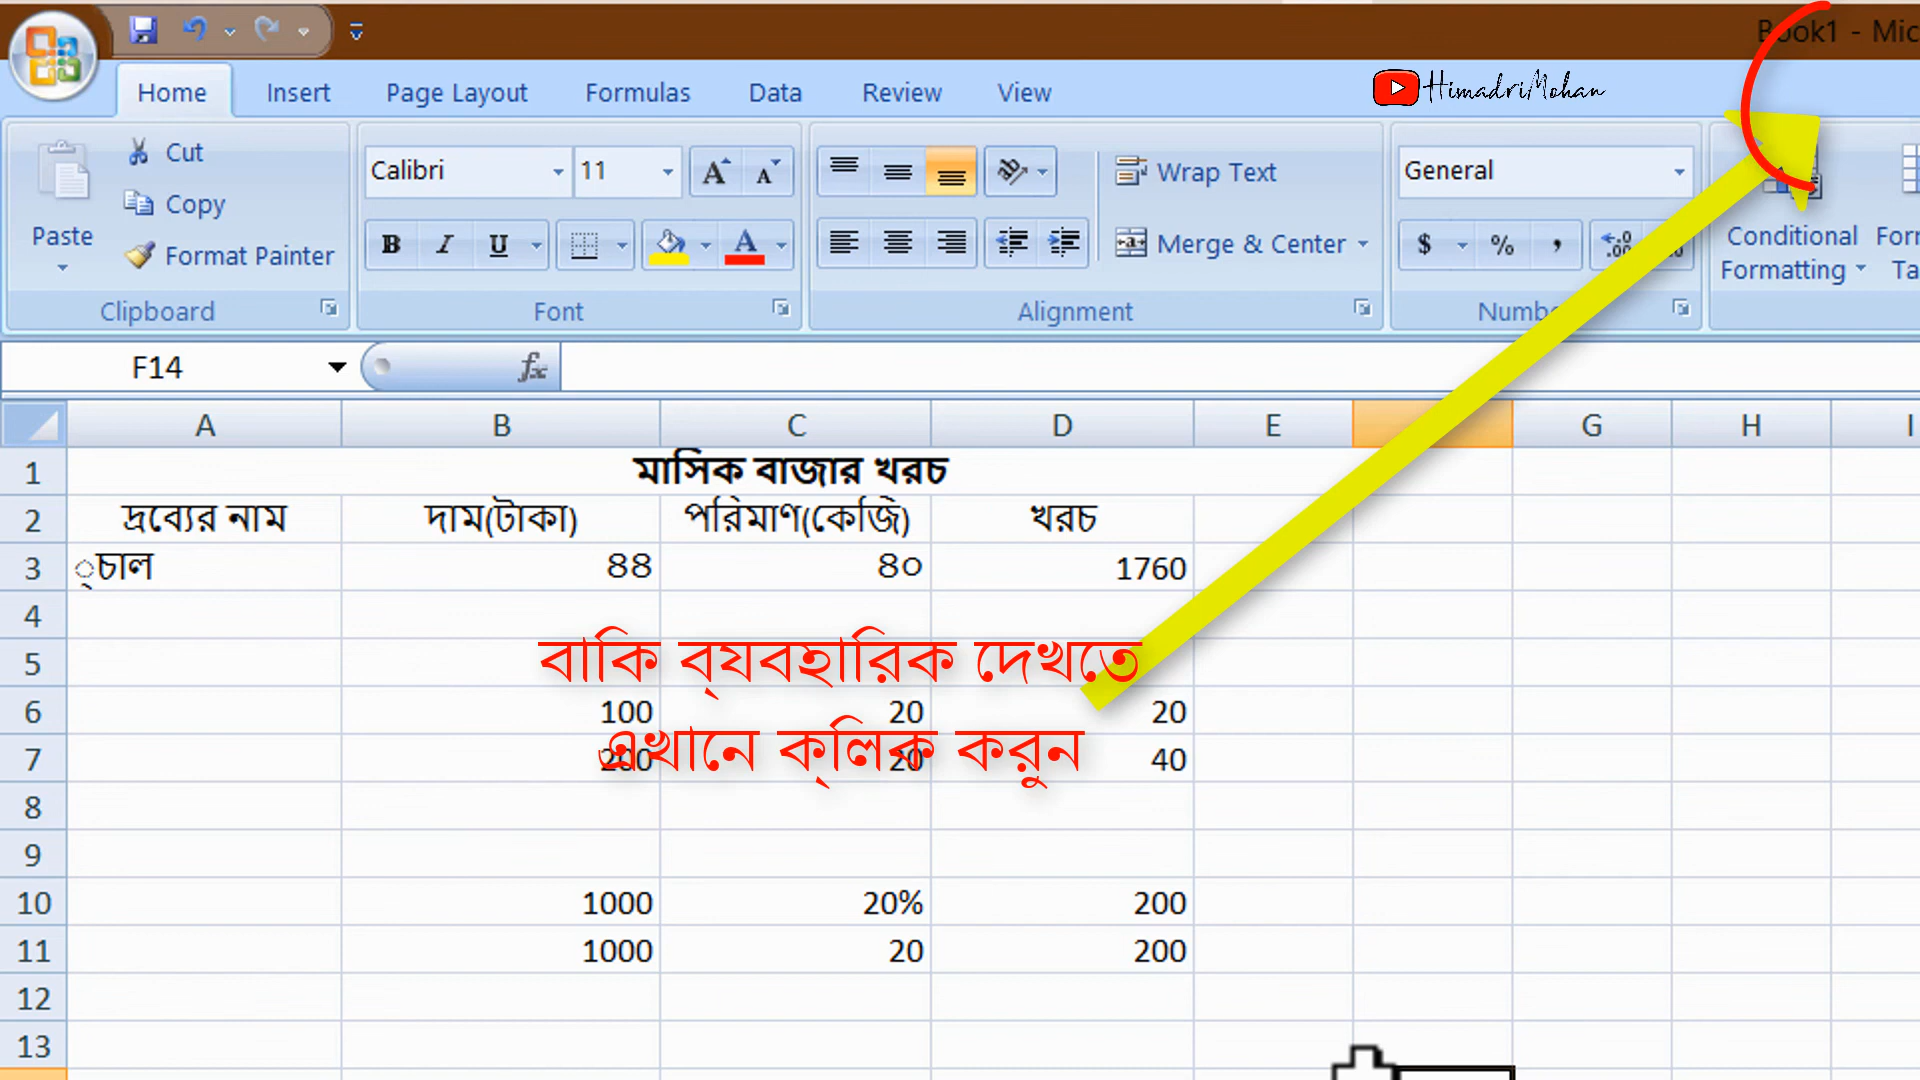 Book1 - Mic
Home Insert Page Layout Formulas Data Review View HimadriMohan
Cut
Copy
Format Painter
Paste
Clipboard
Calibri 11
B I U A
Font
Wrap Text
Merge & Center
Alignment
General
$ % ,
Conditional
Formatting
F14 fx
A B C D E G H I
1 মাসিক বাজার খরচ
2 দ্রব্যের নাম দাম(টাকা) পরিমাণ(কেজি) খরচ
3 ্চাল ৪৪ ৪০ 1760
4
5
বাকি ব্যবহারিক দেখতে
6 100 20 20
এখানে ক্লিক করুন
7 200 20 40
8
9
10 1000 20% 200
11 1000 20 200
12
13